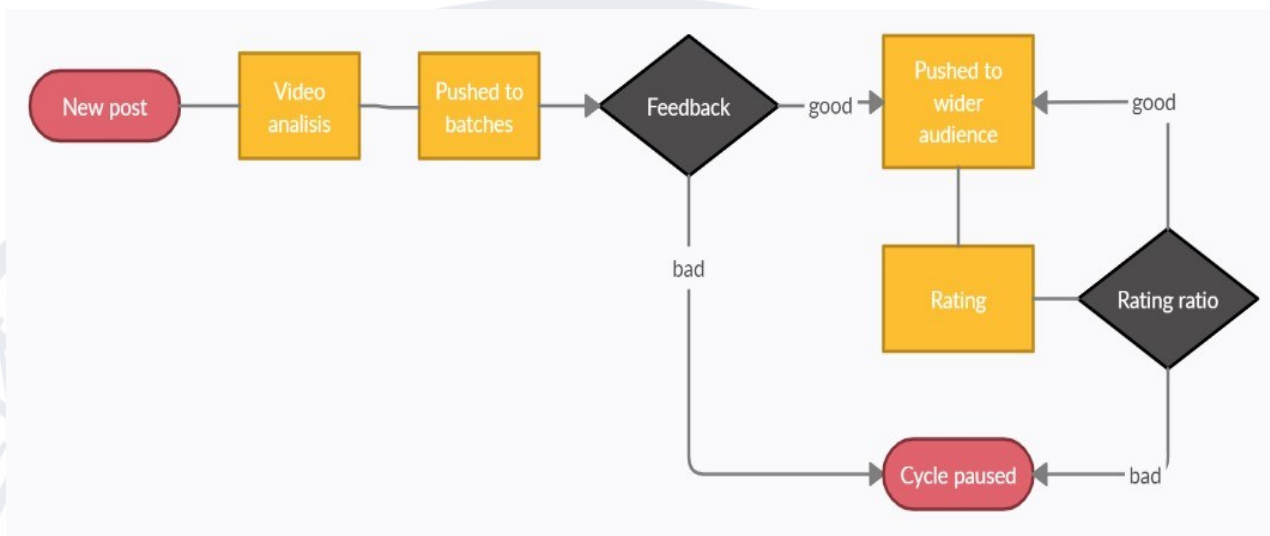 New post
Video
analisis
Pushed to
batches
Feedback
good
Pushed to
wider
audience
good
bad
Rating
Rating ratio
Cycle paused
bad